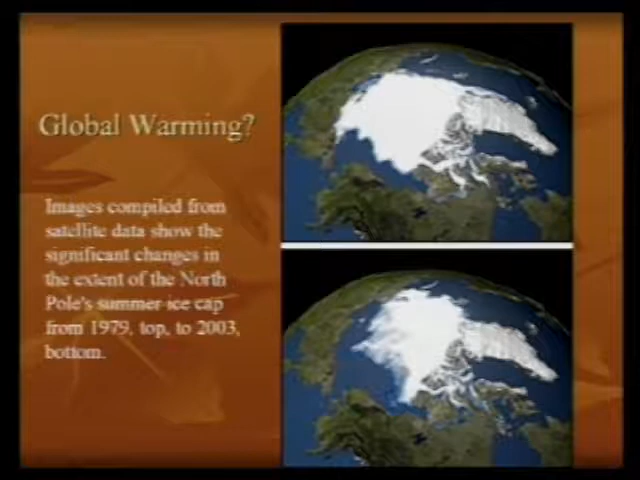 Global Warming?
Images compiled from
satellite data show the
significant changes in
the extent of the North
Pole's summer ice cap
from 1979, top, to 2003,
bottom.